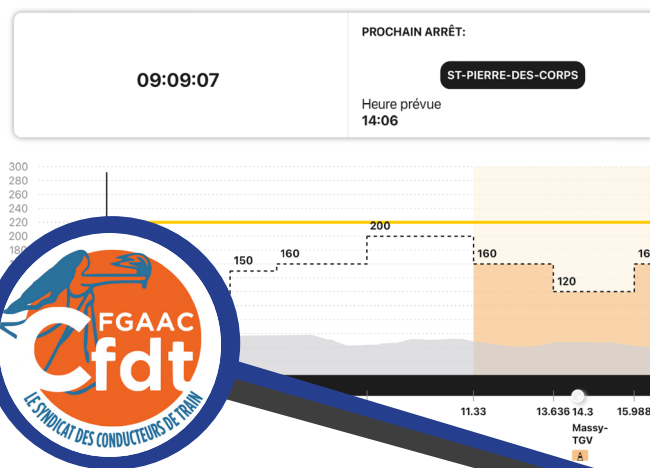 PROCHAIN ARRÊT:
09:09:07
ST-PIERRE-DES-CORPS
Heure prévue
14:06
300
280
260
240
220
200
200
150
160
160
120
FGAAC
Cfdt
LE SYNDICAT DES CONDUCTEURS DE TRAIN
11.33
13.636
14.3
15.988
Massy-
TGV